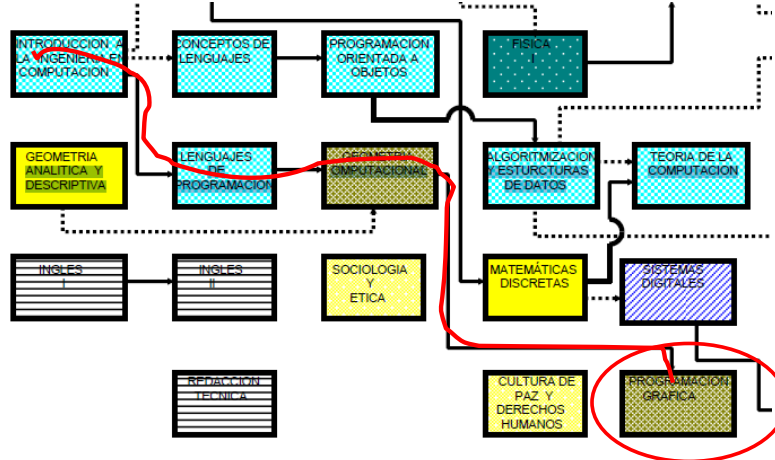 INTRODUCCION A
LA INGENIERIA EN
COMPUTACION
CONCEPTOS DE
LENGUAJES
PROGRAMACION
ORIENTADA A
OBJETOS
FISICA
I
GEOMETRIA
ANALITICA Y
DESCRIPTIVA
LENGUAJES
DE
PROGRAMACION
GEOMETRIA
COMPUTACIONAL
ALGORITMIZACION
Y ESTURCTURAS
DE DATOS
TEORIA DE LA
COMPUTACION
INGLES
I
INGLES
II
SOCIOLOGIA
Y
ETICA
MATEMÁTICAS
DISCRETAS
SISTEMAS
DIGITALES
REDACCION
TECNICA
CULTURA DE
PAZ Y
DERECHOS
HUMANOS
PROGRAMACION
GRAFICA